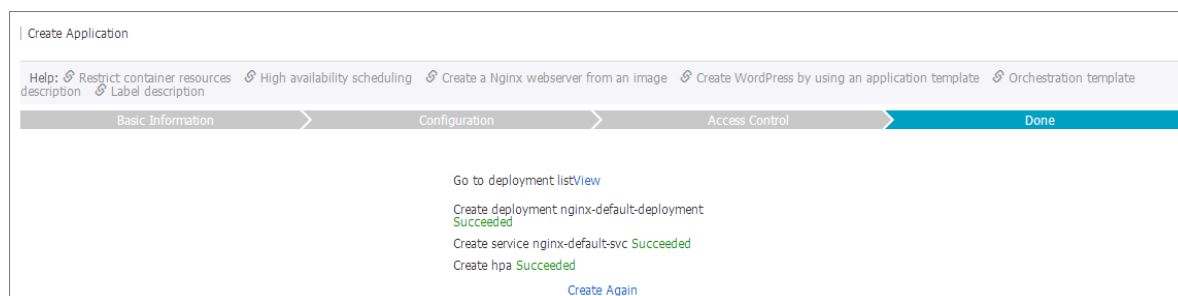 Create Application
Help: Restrict container resources High availability scheduling Create a Nginx webserver from an image Create WordPress by using an application template Orchestration template
description Label description
Basic Information Configuration Access Control Done
Go to deployment listView
Create deployment nginx-default-deployment
Succeeded
Create service nginx-default-svc Succeeded
Create hpa Succeeded
Create Again